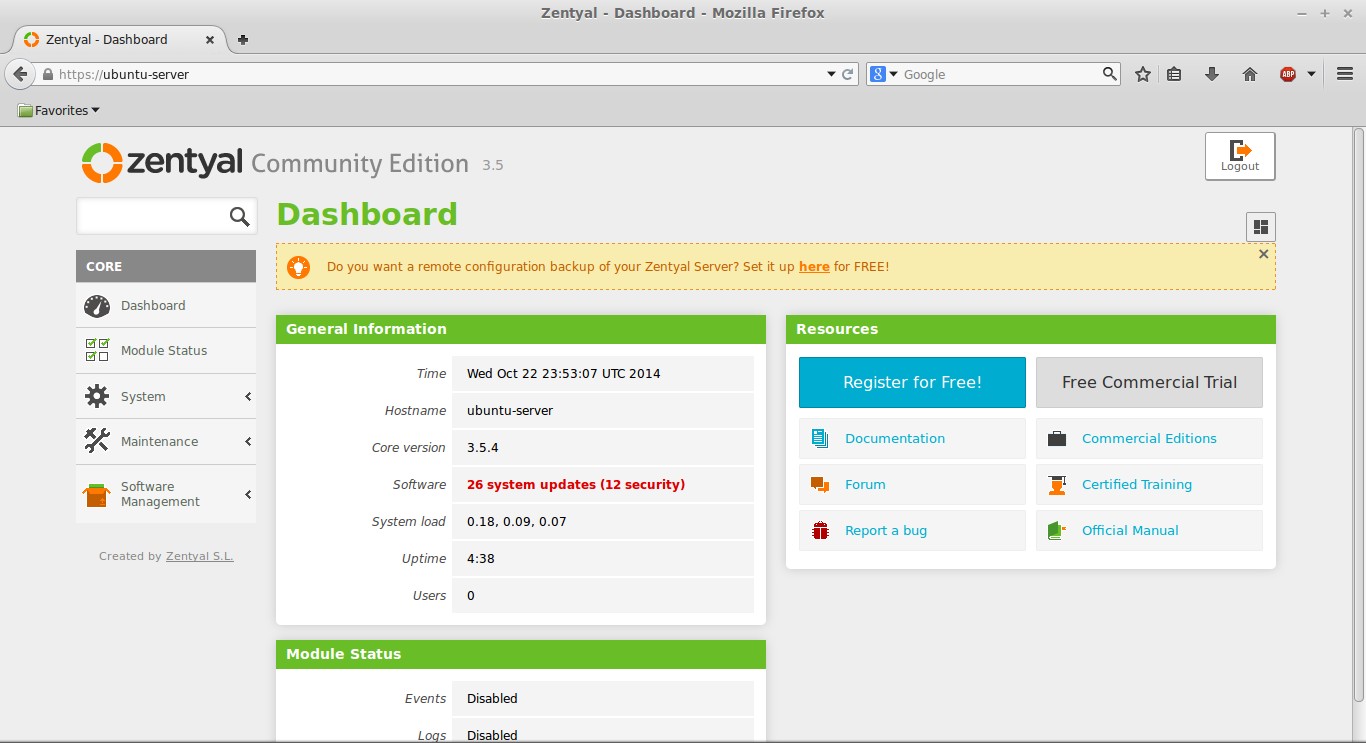 Zentyal - Dashboard - Mozilla Firefox
Zentyal - Dashboard
https://ubuntu-server
Google
ABP
Favorites
zentyal Community Edition 3.5
Logout
Dashboard
Do you want a remote configuration backup of your Zentyal Server? Set it up here for FREE!
CORE
Dashboard
Module Status
System
Maintenance
Software
Management
Created by Zentyal S.L.
General Information
Time Wed Oct 22 23:53:07 UTC 2014
Hostname ubuntu-server
Core version 3.5.4
Software 26 system updates (12 security)
System load 0.18, 0.09, 0.07
Uptime 4:38
Users 0
Module Status
Events Disabled
Logs Disabled
Resources
Register for Free! Free Commercial Trial
Documentation Commercial Editions
Forum Certified Training
Report a bug Official Manual